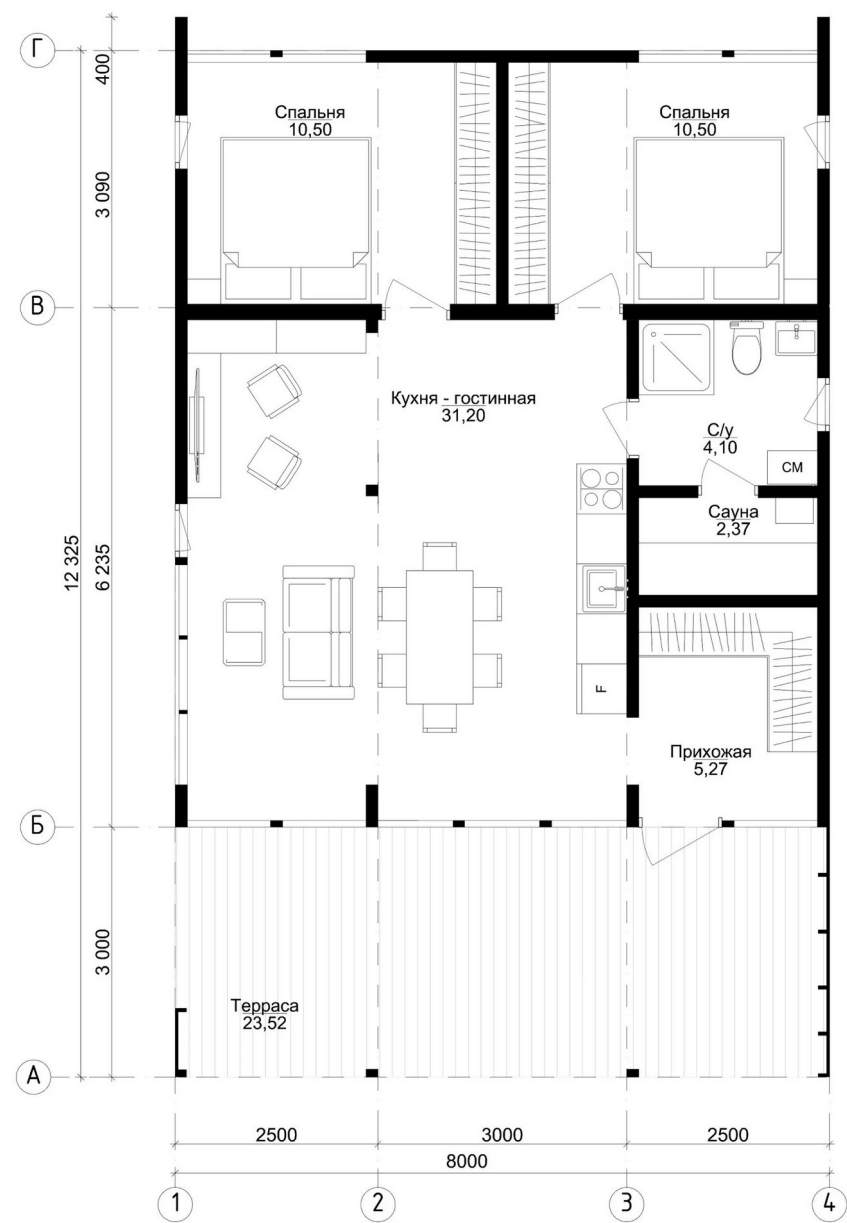 Г
400
Спальня
10,50
Спальня
10,50
3 090
В
Кухня - гостинная
31,20
С/у
4,10
СМ
Сауна
2,37
12 325
6 235
F
Прихожая
5,27
Б
3 000
Терраса
23,52
А
2500
3000
2500
8000
1
2
3
4